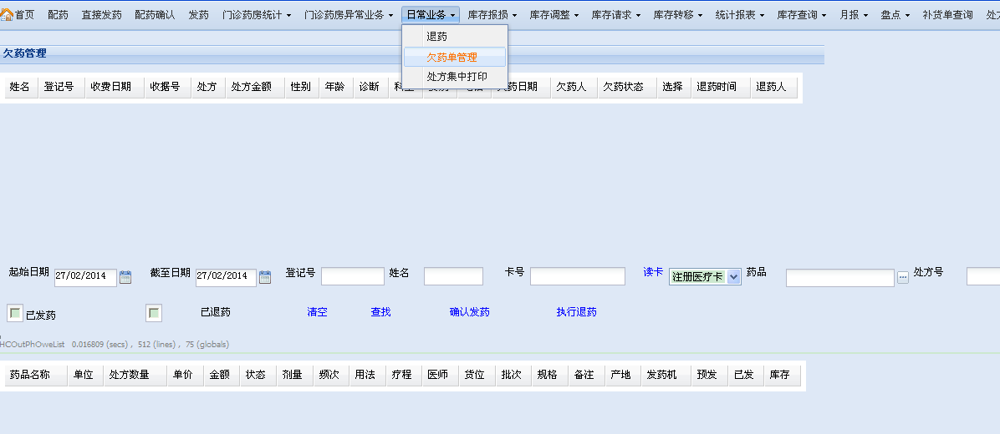 首页 配药 直接发药 配药确认 发药 门诊药房统计 门诊药房异常业务 日常业务 库存报损 库存调整 库存请求 库存转移 统计报表 库存查询 月报 盘点 补货单查询
退药
欠药单管理
处方集中打印
欠药管理
姓名 登记号 收费日期 收据号 处方 处方金额 性别 年龄 诊断 日期 欠药人 欠药状态 选择 退药时间 退药人
起始日期 27/02/2014 截至日期 27/02/2014 登记号 姓名 卡号 读卡 注册医疗卡 药品 处方号
已发药 已退药 清空 查找 确认发药 执行退药
HCOutPhOweList 0.016809 (secs) , 512 (lines) , 75 (globals)
药品名称 单位 处方数量 单价 金额 状态 剂量 频次 用法 疗程 医师 货位 批次 规格 备注 产地 发药机 预发 已发 库存